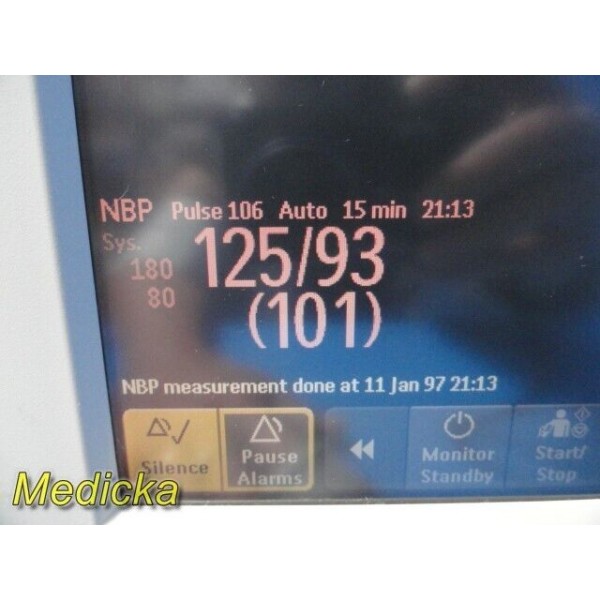 NBP Pulse 106 Auto 15 min 21:13
Sys.
180
80
125/93
(101)
NBP measurement done at 11 Jan 97 21:13
Silence
Pause
Alarms
Monitor
Standby
Start/
Stop
Medicka